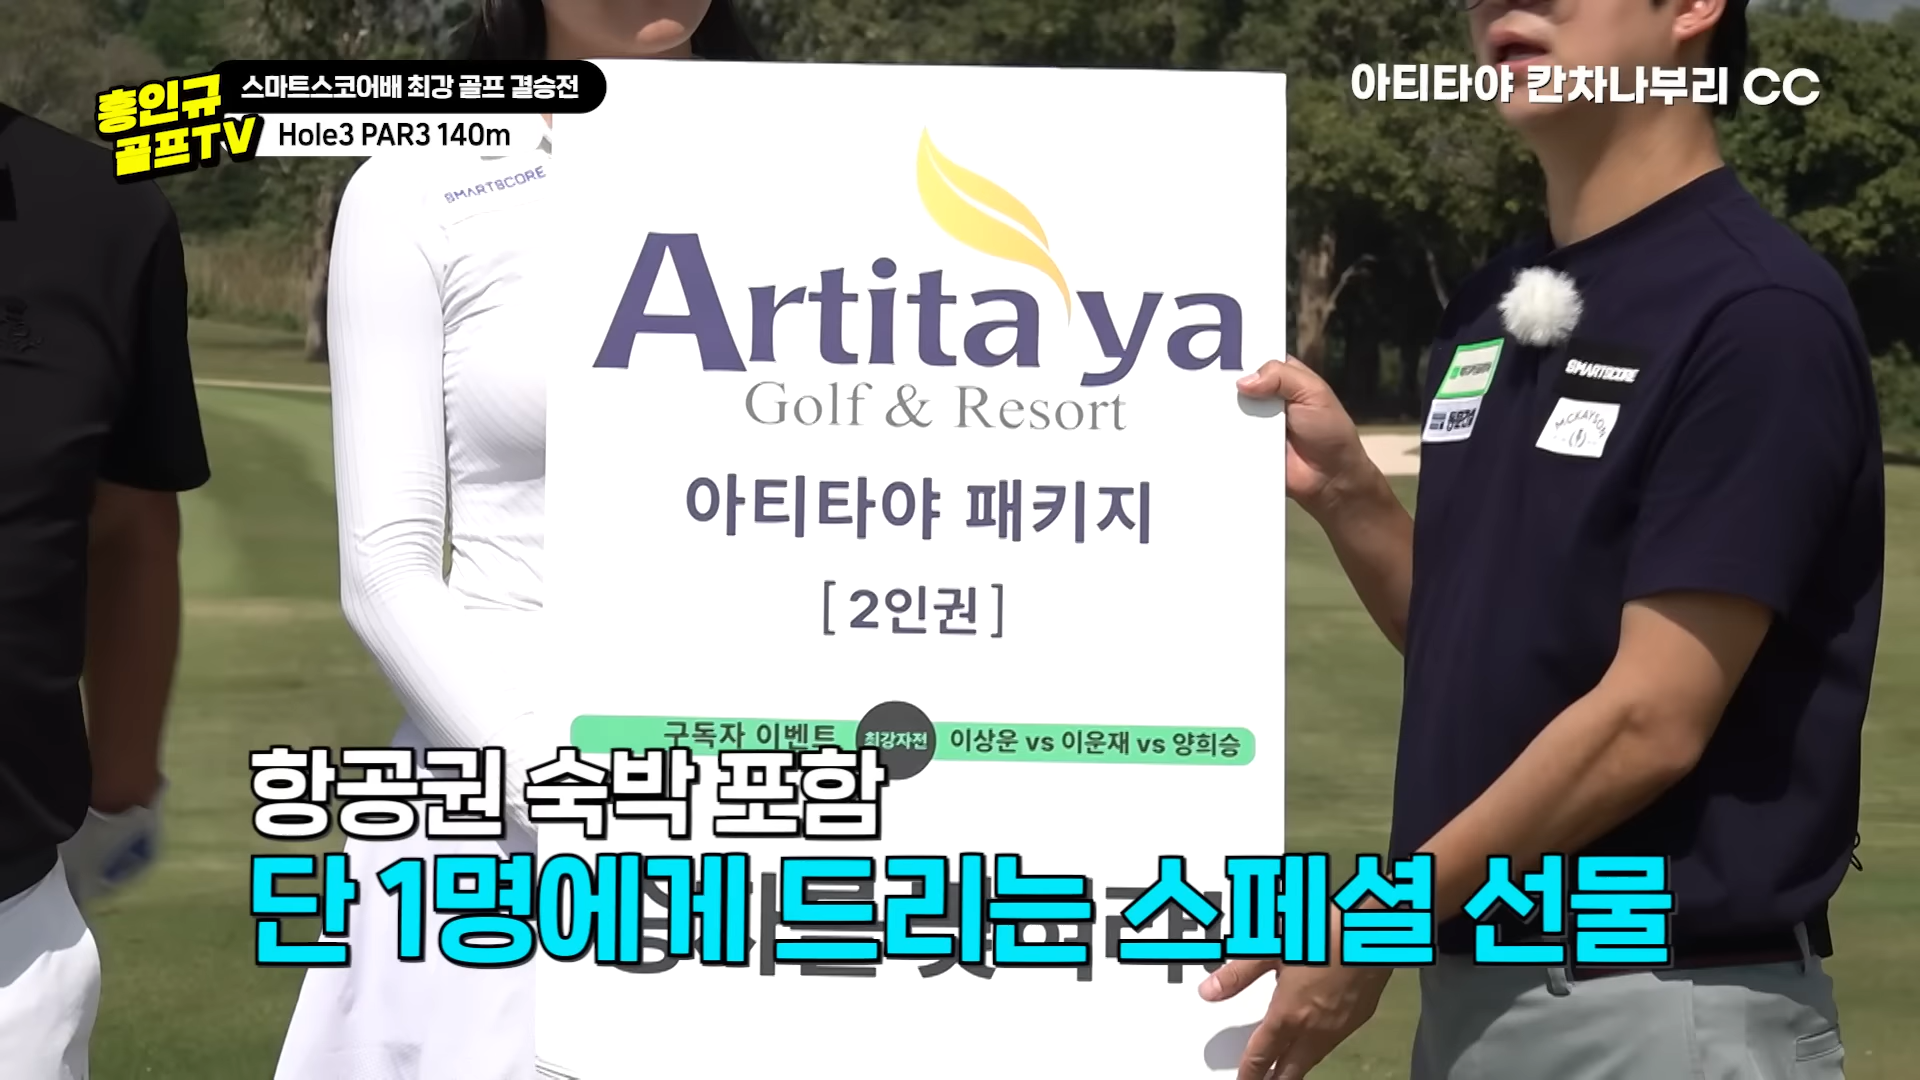 홍인규
골프TV
스마트스코어배 최강 골프 결승전
Hole3 PAR3 140m
아티타야 칸차나부리 CC
SMARTSCORE
Artitaya
Golf & Resort
아티타야 패키지
[ 2인권 ]
구독자 이벤트 최강자전 이상운 vs 이운재 vs 양희승
SMARTSCORE
McKAYSON
항공권 숙박 포함
단 1명에게 드리는 스페셜 선물